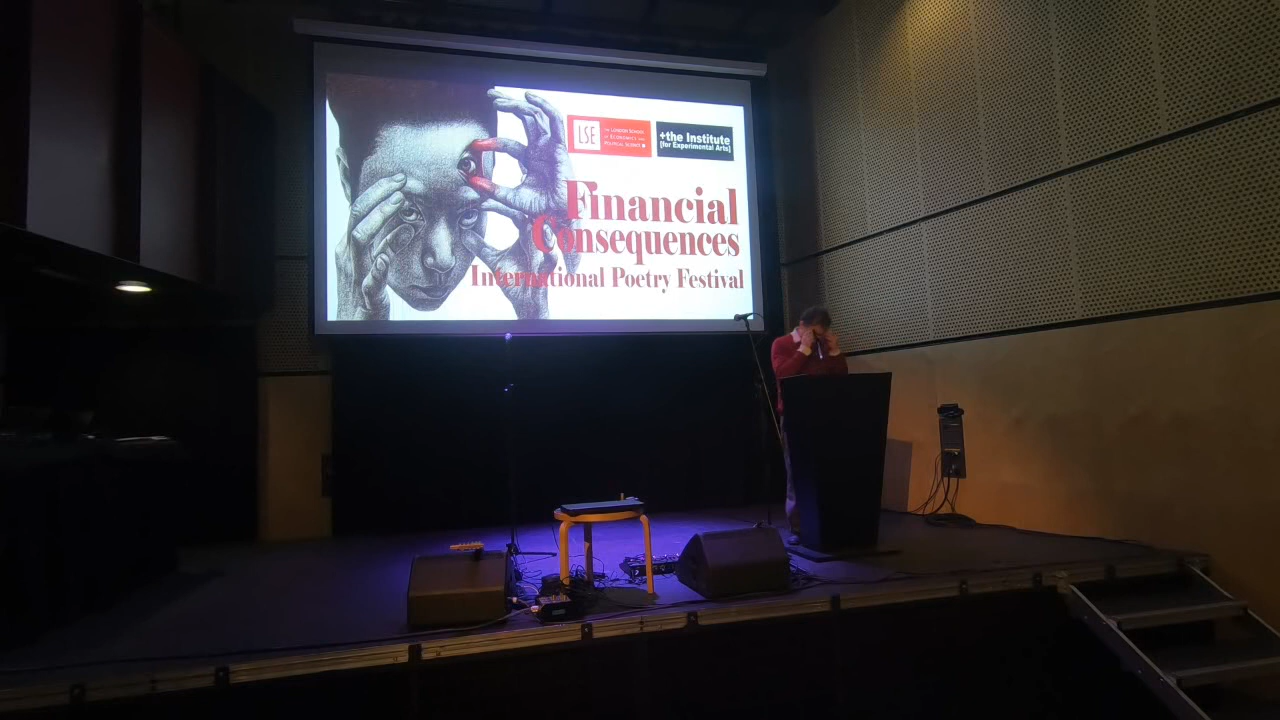 LSE
THE LONDON SCHOOL
OF ECONOMICS AND
POLITICAL SCIENCE
+the Institute
[for Experimental Arts]
Financial
Consequences
International Poetry Festival